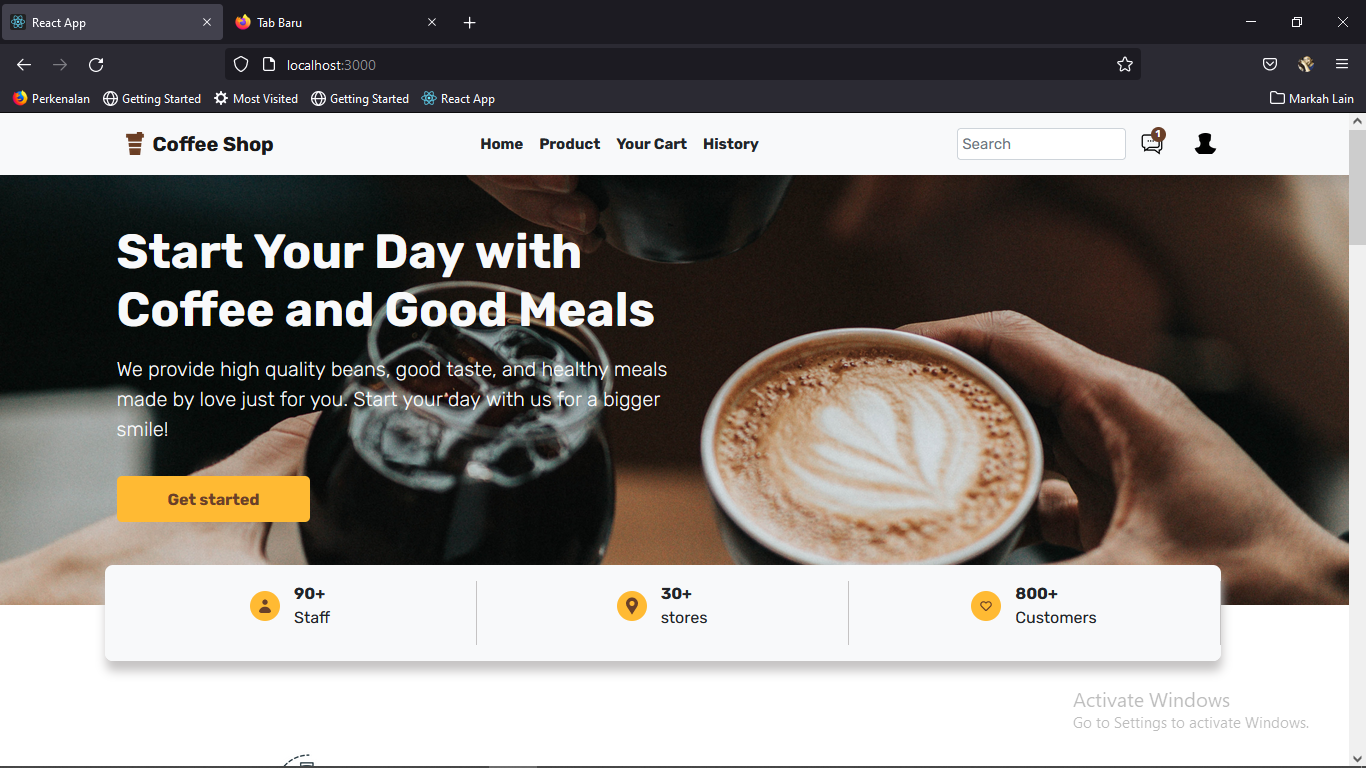 React App
Tab Baru
localhost:3000
Perkenalan
Getting Started
Most Visited
Getting Started
React App
Markah Lain
Coffee Shop
Home
Product
Your Cart
History
Search
1
Start Your Day with
Coffee and Good Meals
We provide high quality beans, good taste, and healthy meals
made by love just for you. Start your day with us for a bigger
smile!
Get started
90+
Staff
30+
stores
800+
Customers
Activate Windows
Go to Settings to activate Windows.